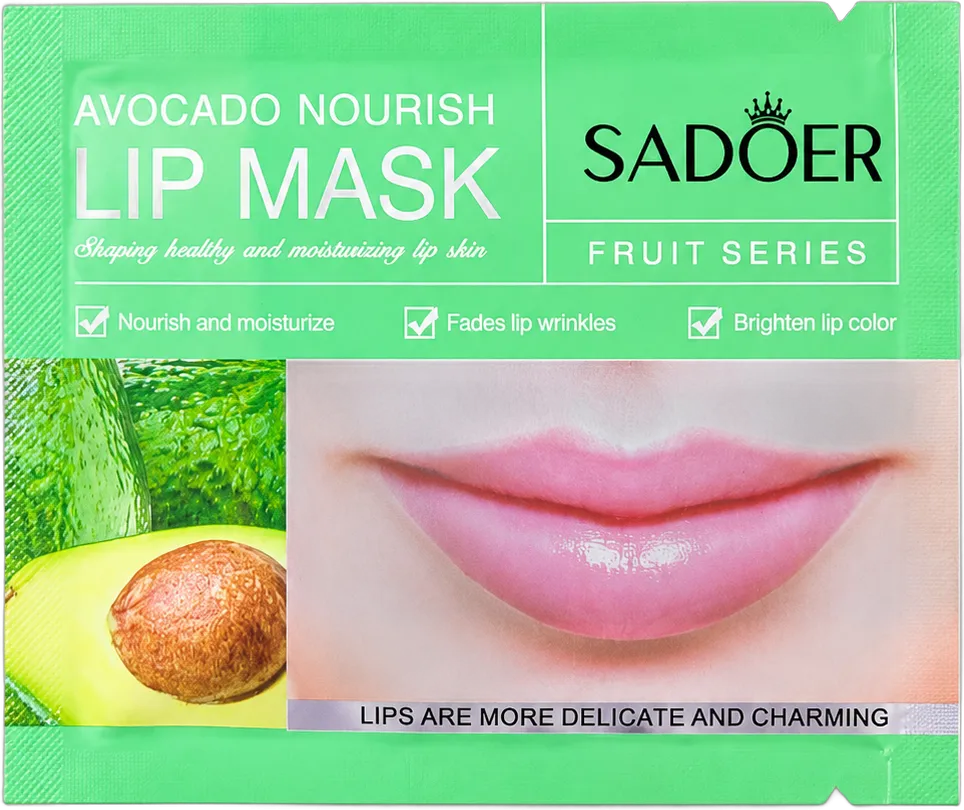 AVOCADO NOURISH
LIP MASK
Shaping healthy and moisturizing lip skin
SADOER
FRUIT SERIES
Nourish and moisturize
Fades lip wrinkles
Brighten lip color
LIPS ARE MORE DELICATE AND CHARMING